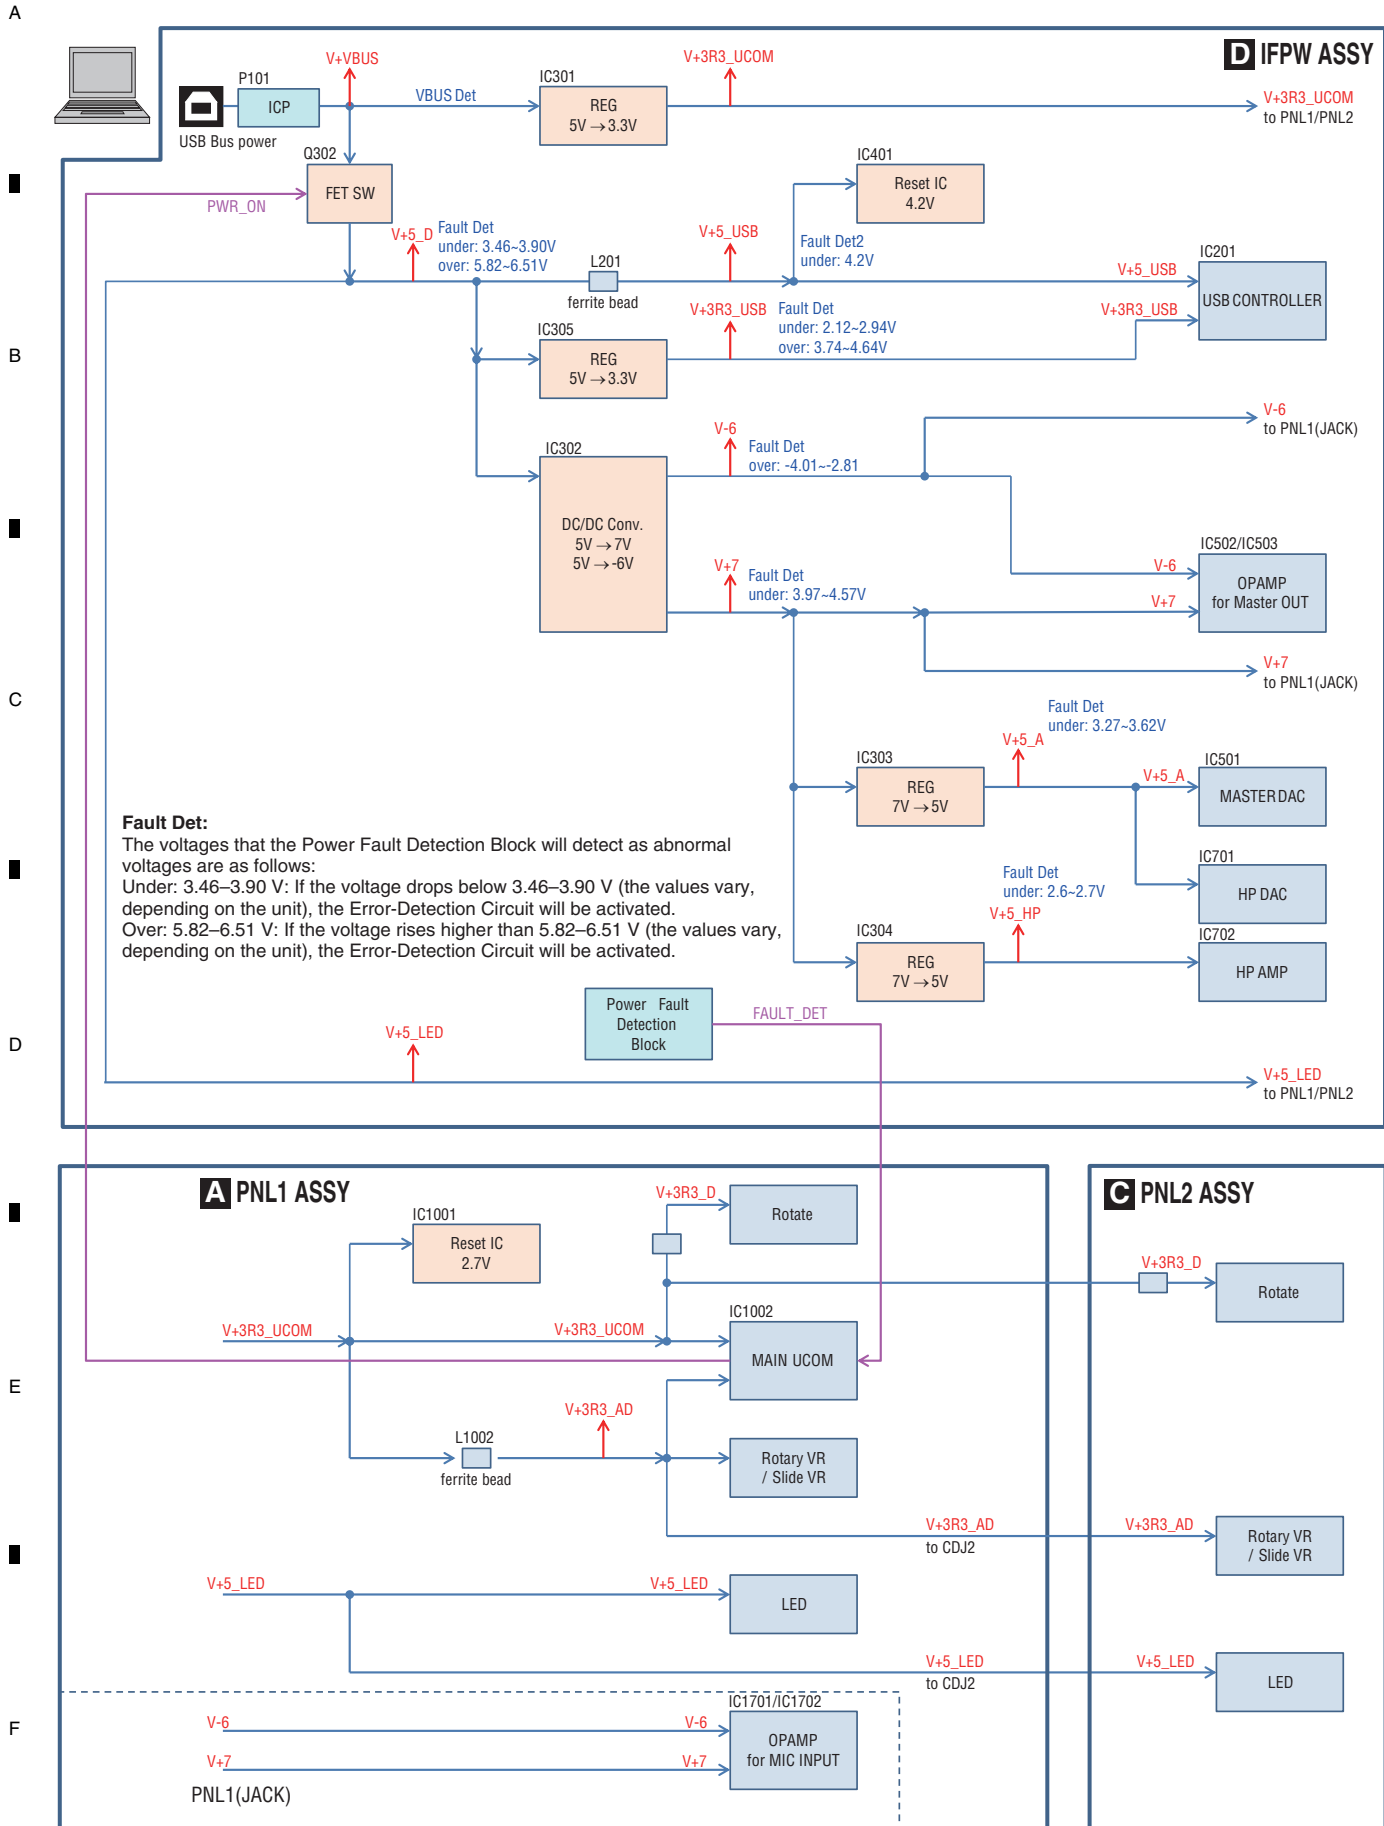 A
D IFPW ASSY
V+VBUS
V+3R3_UCOM
P101
ICP
IC301
VBUS Det
REG
5V→3.3V
V+3R3_UCOM
to PNL1/PNL2
USB Bus power
Q302
FET SW
PWR_ON
IC401
Reset IC
4.2V
V+5_D
Fault Det
under: 3.46~3.90V
over: 5.82~6.51V
L201
ferrite bead
V+5_USB
Fault Det2
under: 4.2V
V+5_USB
IC201
USB CONTROLLER
V+3R3_USB
Fault Det
under: 2.12~2.94V
over: 3.74~4.64V
V+3R3_USB
B
IC305
REG
5V→3.3V
V-6
to PNL1(JACK)
V-6
Fault Det
over: -4.01~-2.81
IC302
DC/DC Conv.
5V→7V
5V→-6V
V+7
Fault Det
under: 3.97~4.57V
IC502/IC503
V-6
V+7
OPAMP
for Master OUT
V+7
to PNL1(JACK)
C
Fault Det
under: 3.27~3.62V
IC303
REG
7V→5V
V+5_A
V+5_A
IC501
MASTER DAC
IC701
HP DAC
Fault Det
under: 2.6~2.7V
V+5_HP
IC304
REG
7V→5V
IC702
HP AMP
Fault Det:
The voltages that the Power Fault Detection Block will detect as abnormal
voltages are as follows:
Under: 3.46–3.90 V: If the voltage drops below 3.46–3.90 V (the values vary,
depending on the unit), the Error-Detection Circuit will be activated.
Over: 5.82–6.51 V: If the voltage rises higher than 5.82–6.51 V (the values vary,
depending on the unit), the Error-Detection Circuit will be activated.
Power Fault
Detection
Block
FAULT_DET
D
V+5_LED
V+5_LED
to PNL1/PNL2
A PNL1 ASSY
C PNL2 ASSY
IC1001
Reset IC
2.7V
V+3R3_D
Rotate
V+3R3_D
Rotate
V+3R3_UCOM
V+3R3_UCOM
IC1002
MAIN UCOM
E
L1002
ferrite bead
V+3R3_AD
Rotary VR
/ Slide VR
V+3R3_AD
to CDJ2
V+3R3_AD
Rotary VR
/ Slide VR
V+5_LED
V+5_LED
LED
V+5_LED
to CDJ2
V+5_LED
LED
F
V-6
V-6
V+7
V+7
IC1701/IC1702
OPAMP
for MIC INPUT
PNL1(JACK)